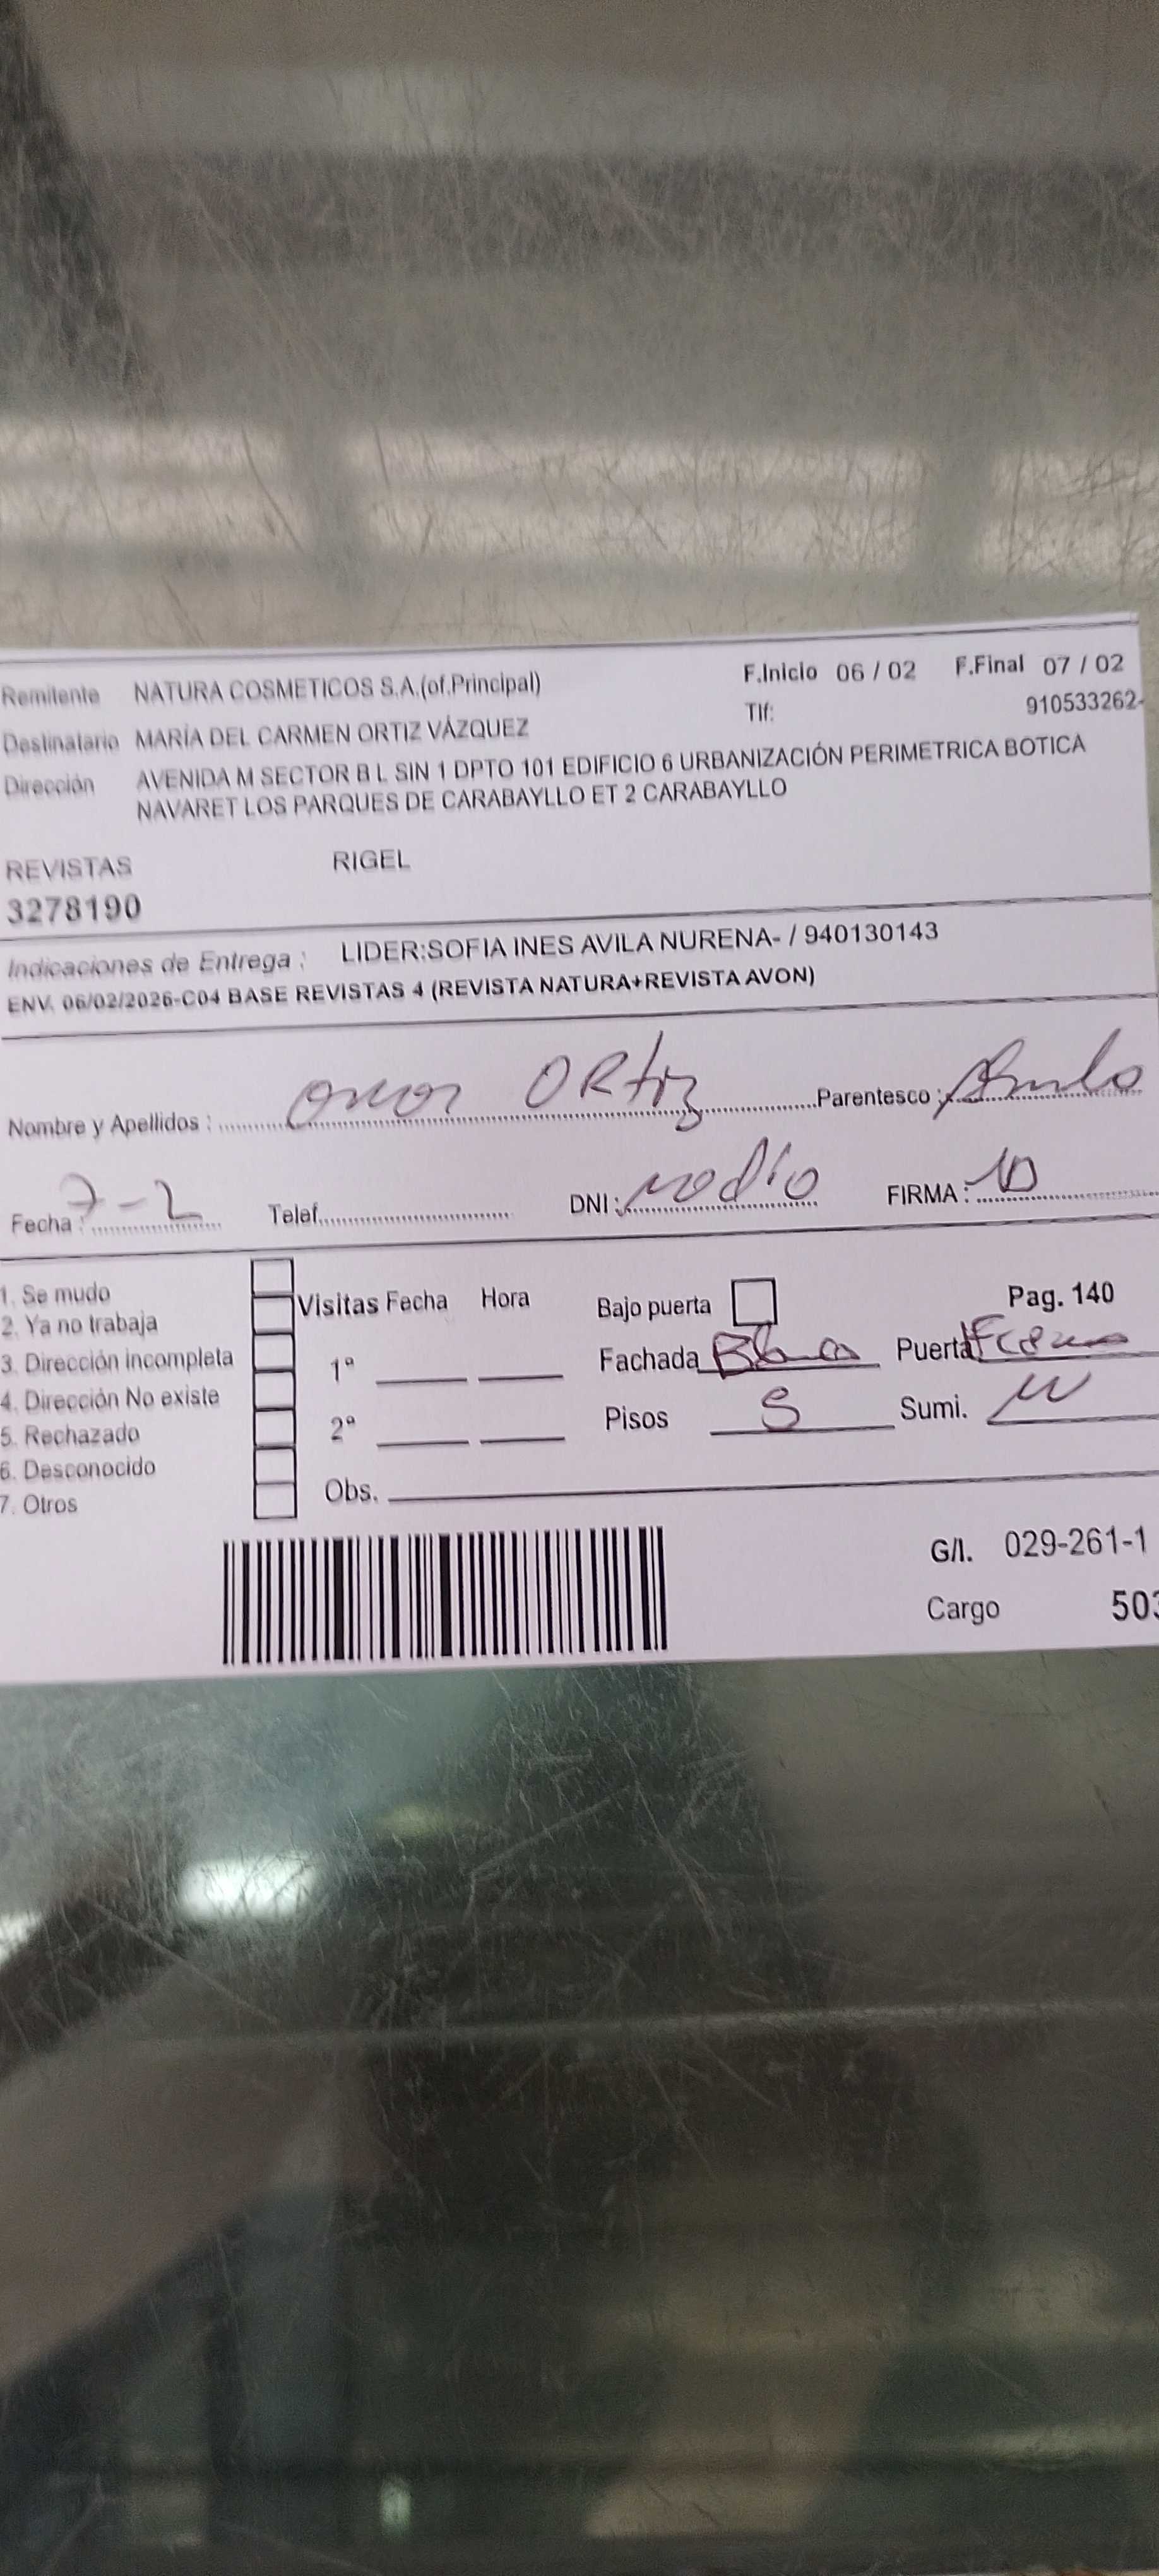 Remitente NATURA COSMETICOS S.A.(of.Principal) F.Inicio 06 / 02 F.Final 07 / 02
Destinatario MARÍA DEL CARMEN ORTIZ VÁZQUEZ Tlf: 910533262-
Dirección AVENIDA M SECTOR B L SIN 1 DPTO 101 EDIFICIO 6 URBANIZACIÓN PERIMETRICA BOTICA
NAVARET LOS PARQUES DE CARABAYLLO ET 2 CARABAYLLO
REVISTAS RIGEL
3278190
Indicaciones de Entrega : LIDER:SOFIA INES AVILA NURENA- / 940130143
ENV. 06/02/2026-C04 BASE REVISTAS 4 (REVISTA NATURA+REVISTA AVON)
Nombre y Apellidos : ORtiz Parentesco :
Fecha : 7-2 Telef. DNI : no dio FIRMA :
1. Se mudo
2. Ya no trabaja
3. Dirección incompleta
4. Dirección No existe
5. Rechazado
6. Desconocido
7. Otros
Visitas Fecha Hora
1ª
2ª
Obs.
Bajo puerta Pag. 140
Fachada Puerta
Pisos Sumi.
G/I. 029-261-1
Cargo 503